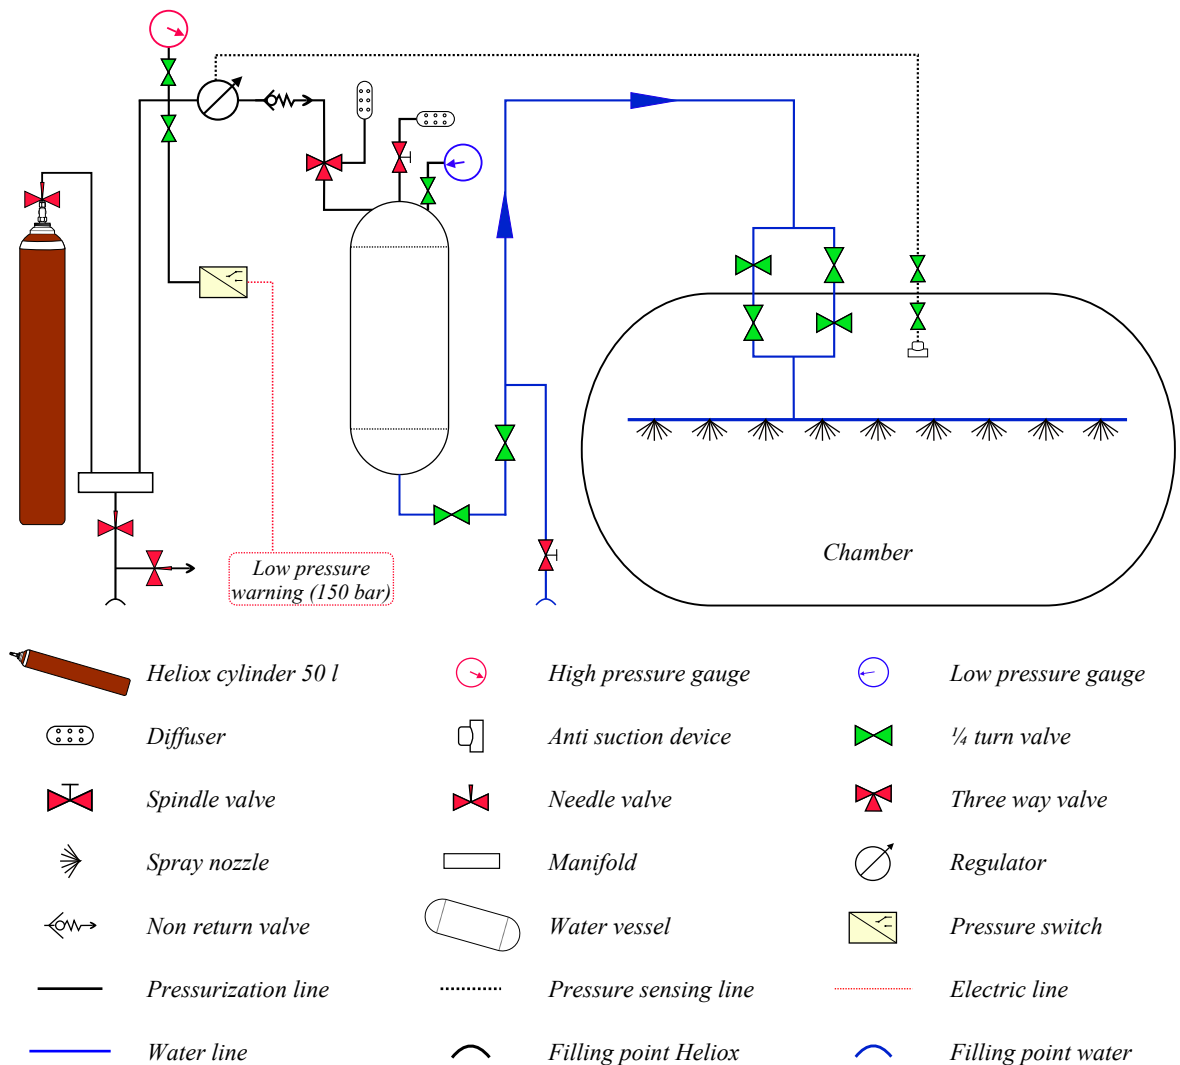 Chamber
Low pressure
warning (150 bar)
Heliox cylinder 50 l
High pressure gauge
Low pressure gauge
Diffuser
Anti suction device
¼ turn valve
Spindle valve
Needle valve
Three way valve
Spray nozzle
Manifold
Regulator
Non return valve
Water vessel
Pressure switch
Pressurization line
Pressure sensing line
Electric line
Water line
Filling point Heliox
Filling point water